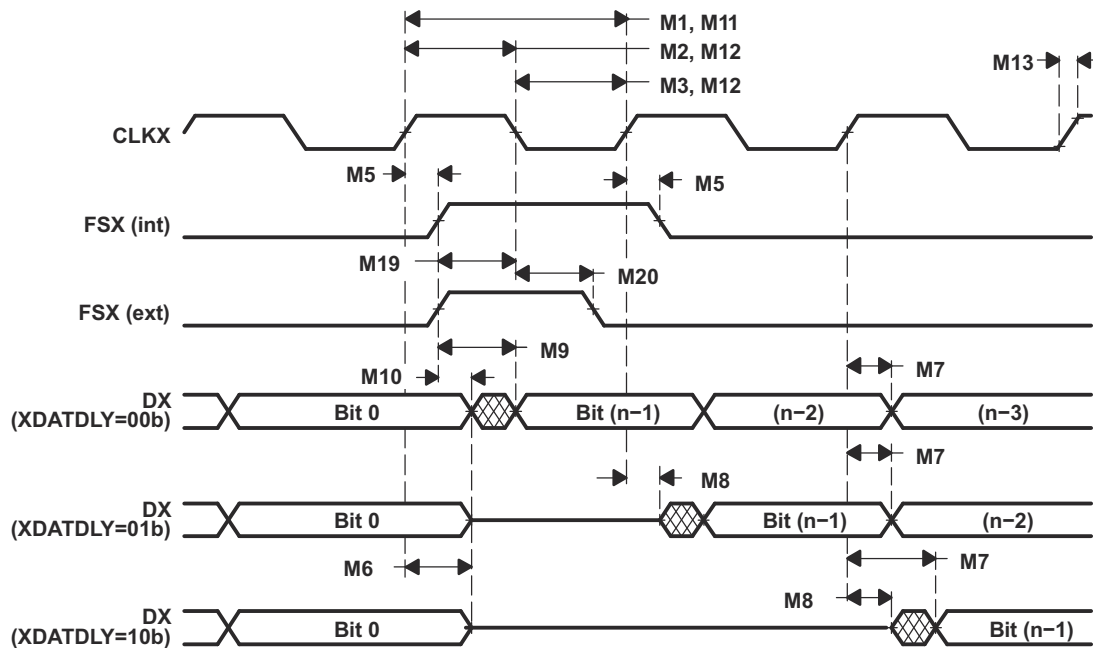 M1, M11
M2, M12
M13
M3, M12
CLKX
M5
M5
FSX (int)
M19
M20
FSX (ext)
M9
M10
M7
DX
(XDATDLY=00b)
Bit 0
Bit (n−1)
(n−2)
(n−3)
M7
M8
DX
(XDATDLY=01b)
Bit 0
Bit (n−1)
(n−2)
M6
M7
M8
DX
(XDATDLY=10b)
Bit 0
Bit (n−1)